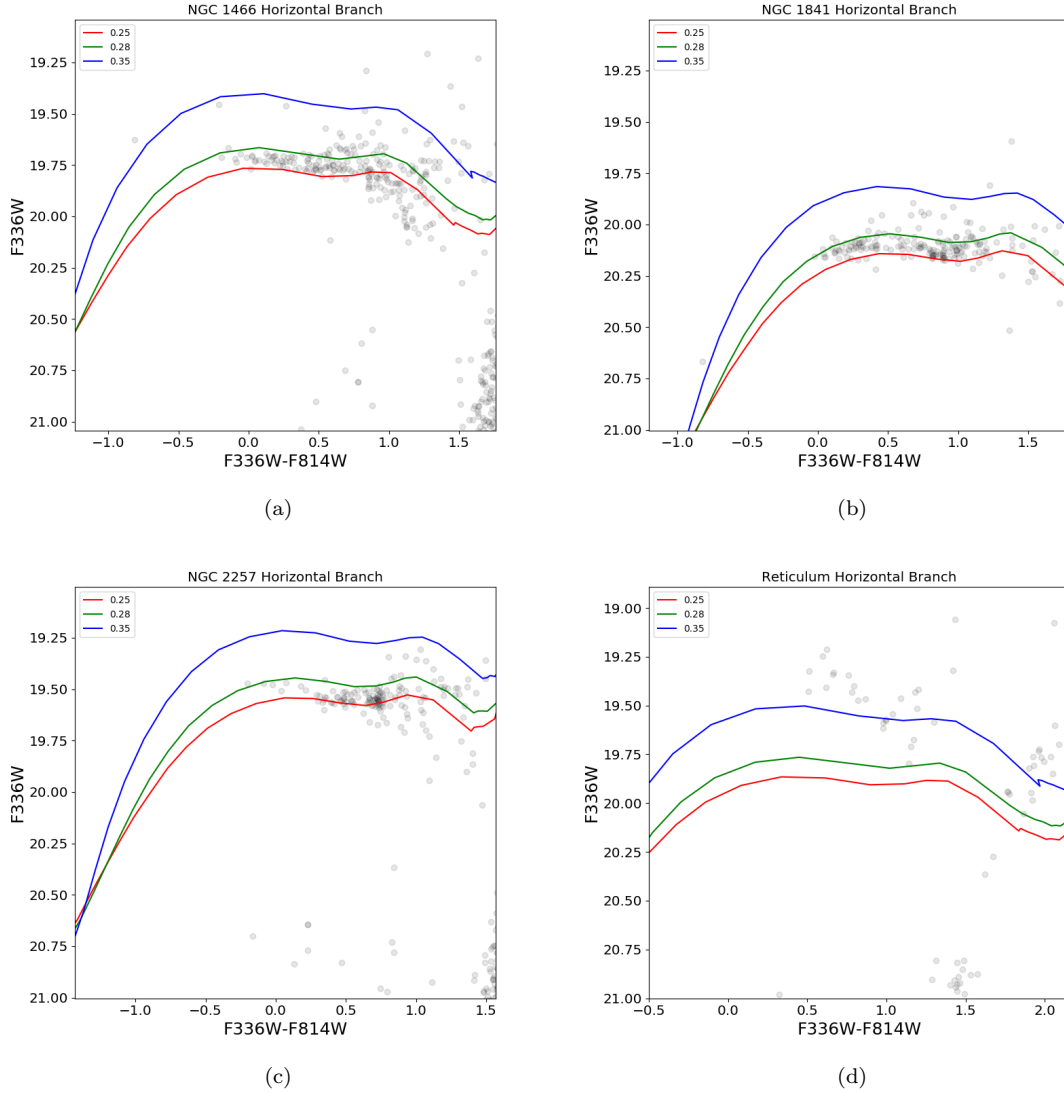 NGC 1466 Horizontal Branch
0.25
0.28
0.35
F336W
19.25
19.50
19.75
20.00
20.25
20.50
20.75
21.00
−1.0 −0.5 0.0 0.5 1.0 1.5
F336W-F814W
(a)
NGC 1841 Horizontal Branch
0.25
0.28
0.35
F336W
19.25
19.50
19.75
20.00
20.25
20.50
20.75
21.00
−1.0 −0.5 0.0 0.5 1.0 1.5
F336W-F814W
(b)
NGC 2257 Horizontal Branch
0.25
0.28
0.35
F336W
19.25
19.50
19.75
20.00
20.25
20.50
20.75
21.00
−1.0 −0.5 0.0 0.5 1.0 1.5
F336W-F814W
(c)
Reticulum Horizontal Branch
0.25
0.28
0.35
F336W
19.00
19.25
19.50
19.75
20.00
20.25
20.50
20.75
21.00
−0.5 0.0 0.5 1.0 1.5 2.0
F336W-F814W
(d)